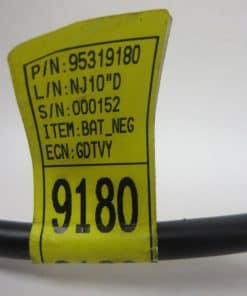 P/N:95319180
L/N:NJ10"D
S/N:000152
ITEM:BAT_NEG
ECN:GDTVY
9180